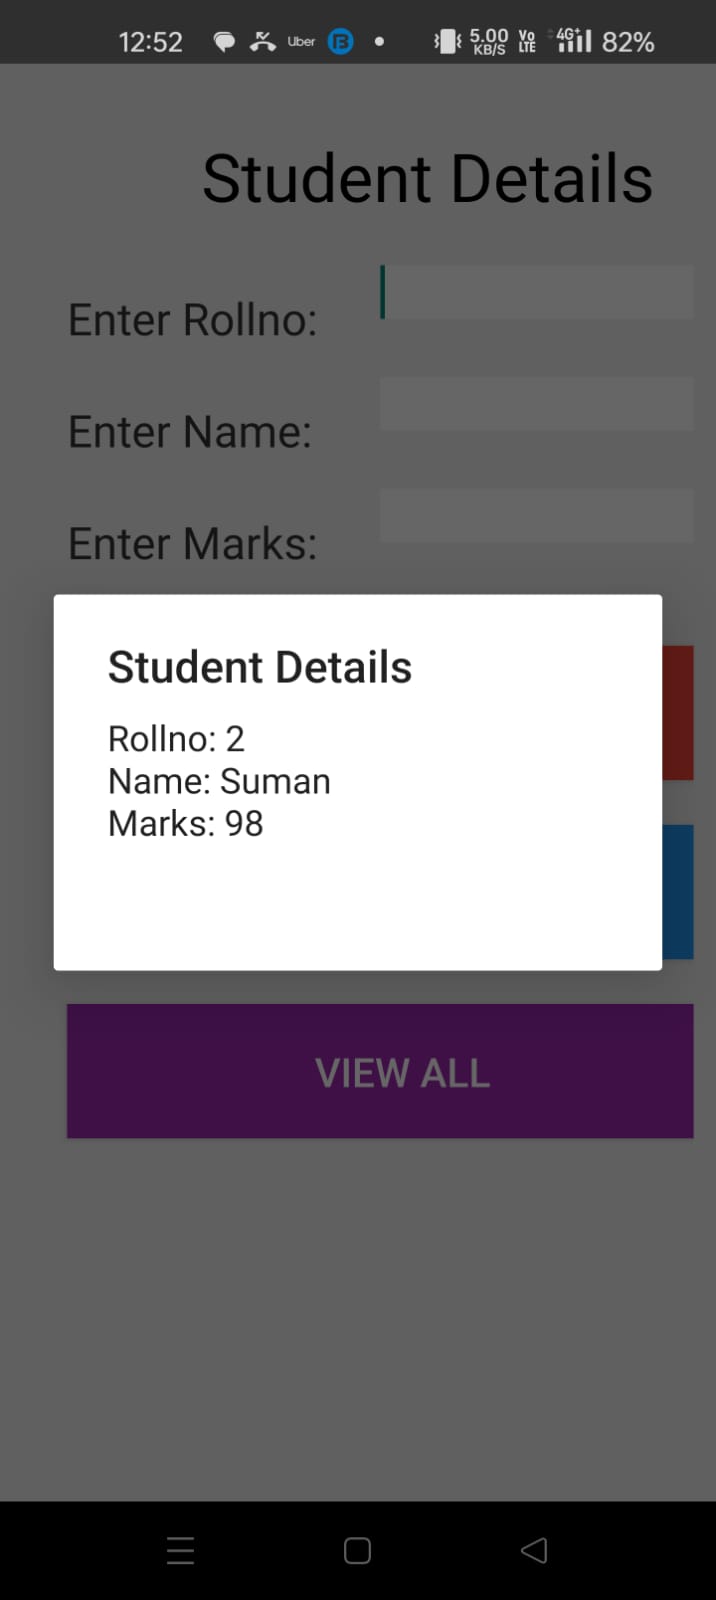 12:52 Uber 5.00 KB/S Vo LTE 4G+ 82%
Student Details
Enter Rollno:
Enter Name:
Enter Marks:
Student Details
Rollno: 2
Name: Suman
Marks: 98
VIEW ALL